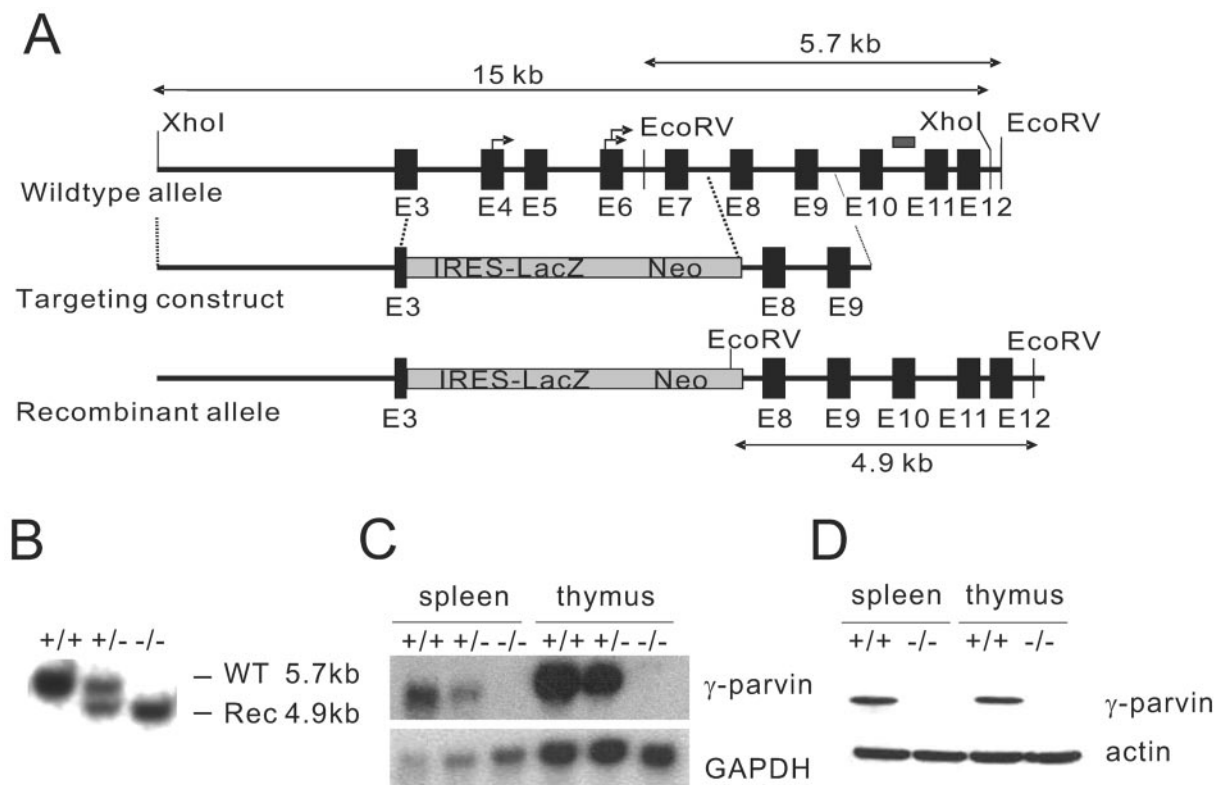 A
5.7 kb
15 kb
XhoI EcoRV XhoI EcoRV
Wildtype allele
E3 E4 E5 E6 E7 E8 E9 E10 E11 E12
IRES-LacZ Neo
Targeting construct
E3 E8 E9
EcoRV EcoRV
IRES-LacZ Neo
Recombinant allele
E3 E8 E9 E10 E11 E12
4.9 kb
B
+/+ +/- -/-
– WT 5.7kb
– Rec 4.9kb
C
spleen thymus
+/+ +/- -/- +/+ +/- -/-
γ-parvin
GAPDH
D
spleen thymus
+/+ -/- +/+ -/-
γ-parvin
actin